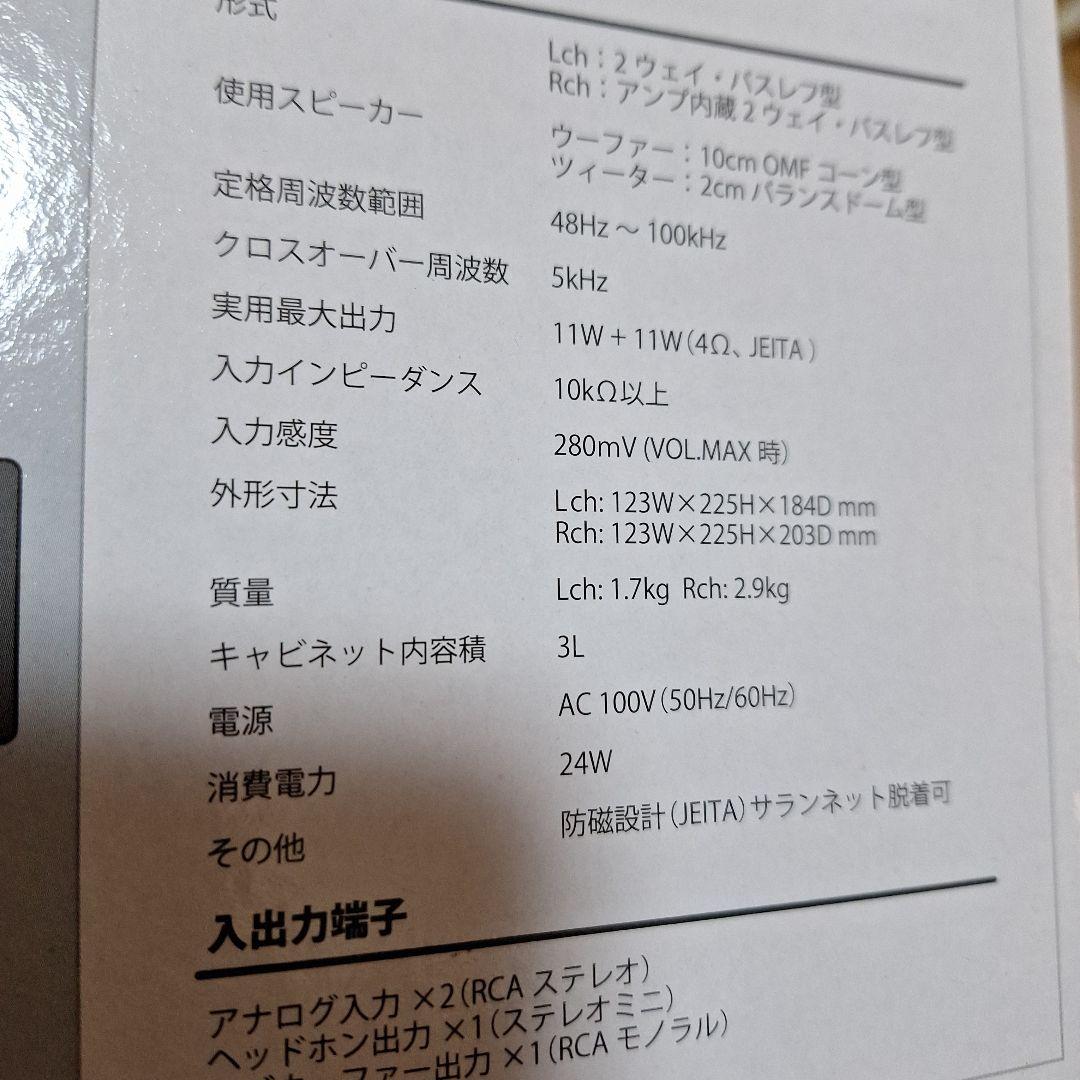 形式
Lch：2ウェイ・バスレフ型
Rch：アンプ内蔵2ウェイ・バスレフ型
使用スピーカー
ウーファー：10cm OMF コーン型
ツィーター：2cm バランスドーム型
定格周波数範囲 48Hz ～ 100kHz
クロスオーバー周波数 5kHz
実用最大出力 11W + 11W（4Ω、JEITA）
入力インピーダンス 10kΩ以上
入力感度 280mV (VOL.MAX 時)
外形寸法 Lch: 123W×225H×184D mm
Rch: 123W×225H×203D mm
質量 Lch: 1.7kg Rch: 2.9kg
キャビネット内容積 3L
電源 AC 100V（50Hz/60Hz）
消費電力 24W
その他 防磁設計（JEITA）サランネット脱着可
入出力端子
アナログ入力 ×2（RCA ステレオ）
ヘッドホン出力 ×1（ステレオミニ）
ファー出力 ×1（RCA モノラル）